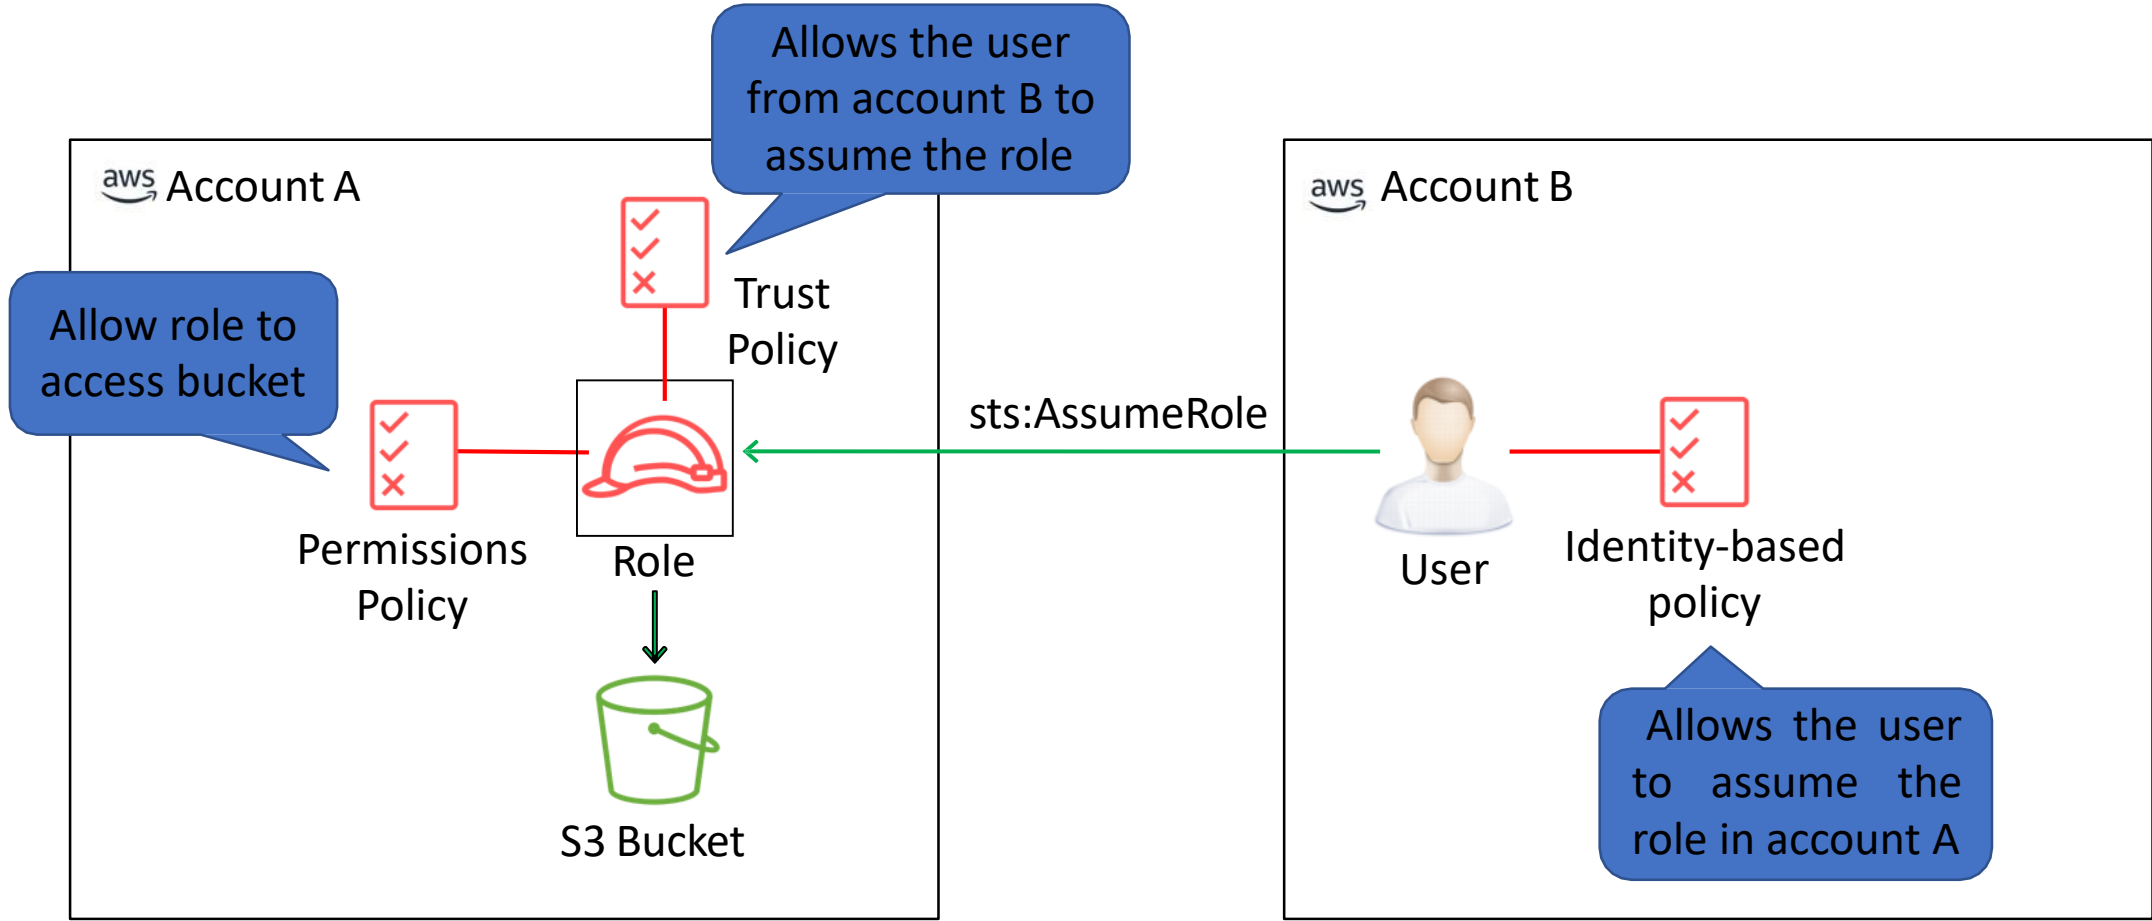 Allows the user
from account B to
assume the role
aws Account A
aws Account B
Trust
Policy
Allow role to
access bucket
sts:AssumeRole
Permissions
Policy
Role
User
Identity-based
policy
Allows the user
to assume the
role in account A
S3 Bucket